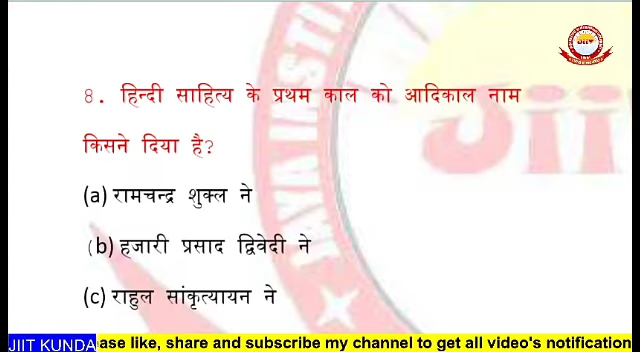 8. हिन्दी साहित्य के प्रथम काल को आदिकाल नाम
किसने दिया है?
(a) रामचन्द्र शुक्ल ने
(b) हजारी प्रसाद द्विवेदी ने
(c) राहुल सांकृत्यायन ने
JIIT KUNDA ase like, share and subscribe my channel to get all video's notification